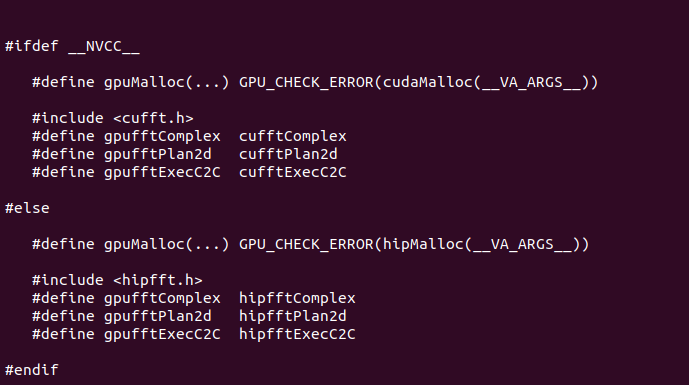 #ifdef __NVCC__
#define gpuMalloc(...) GPU_CHECK_ERROR(cudaMalloc(__VA_ARGS__))
#include <cufft.h>
#define gpufftComplex  cufftComplex
#define gpufftPlan2d   cufftPlan2d
#define gpufftExecC2C  cufftExecC2C
#else
#define gpuMalloc(...) GPU_CHECK_ERROR(hipMalloc(__VA_ARGS__))
#include <hipfft.h>
#define gpufftComplex  hipfftComplex
#define gpufftPlan2d   hipfftPlan2d
#define gpufftExecC2C  hipfftExecC2C
#endif